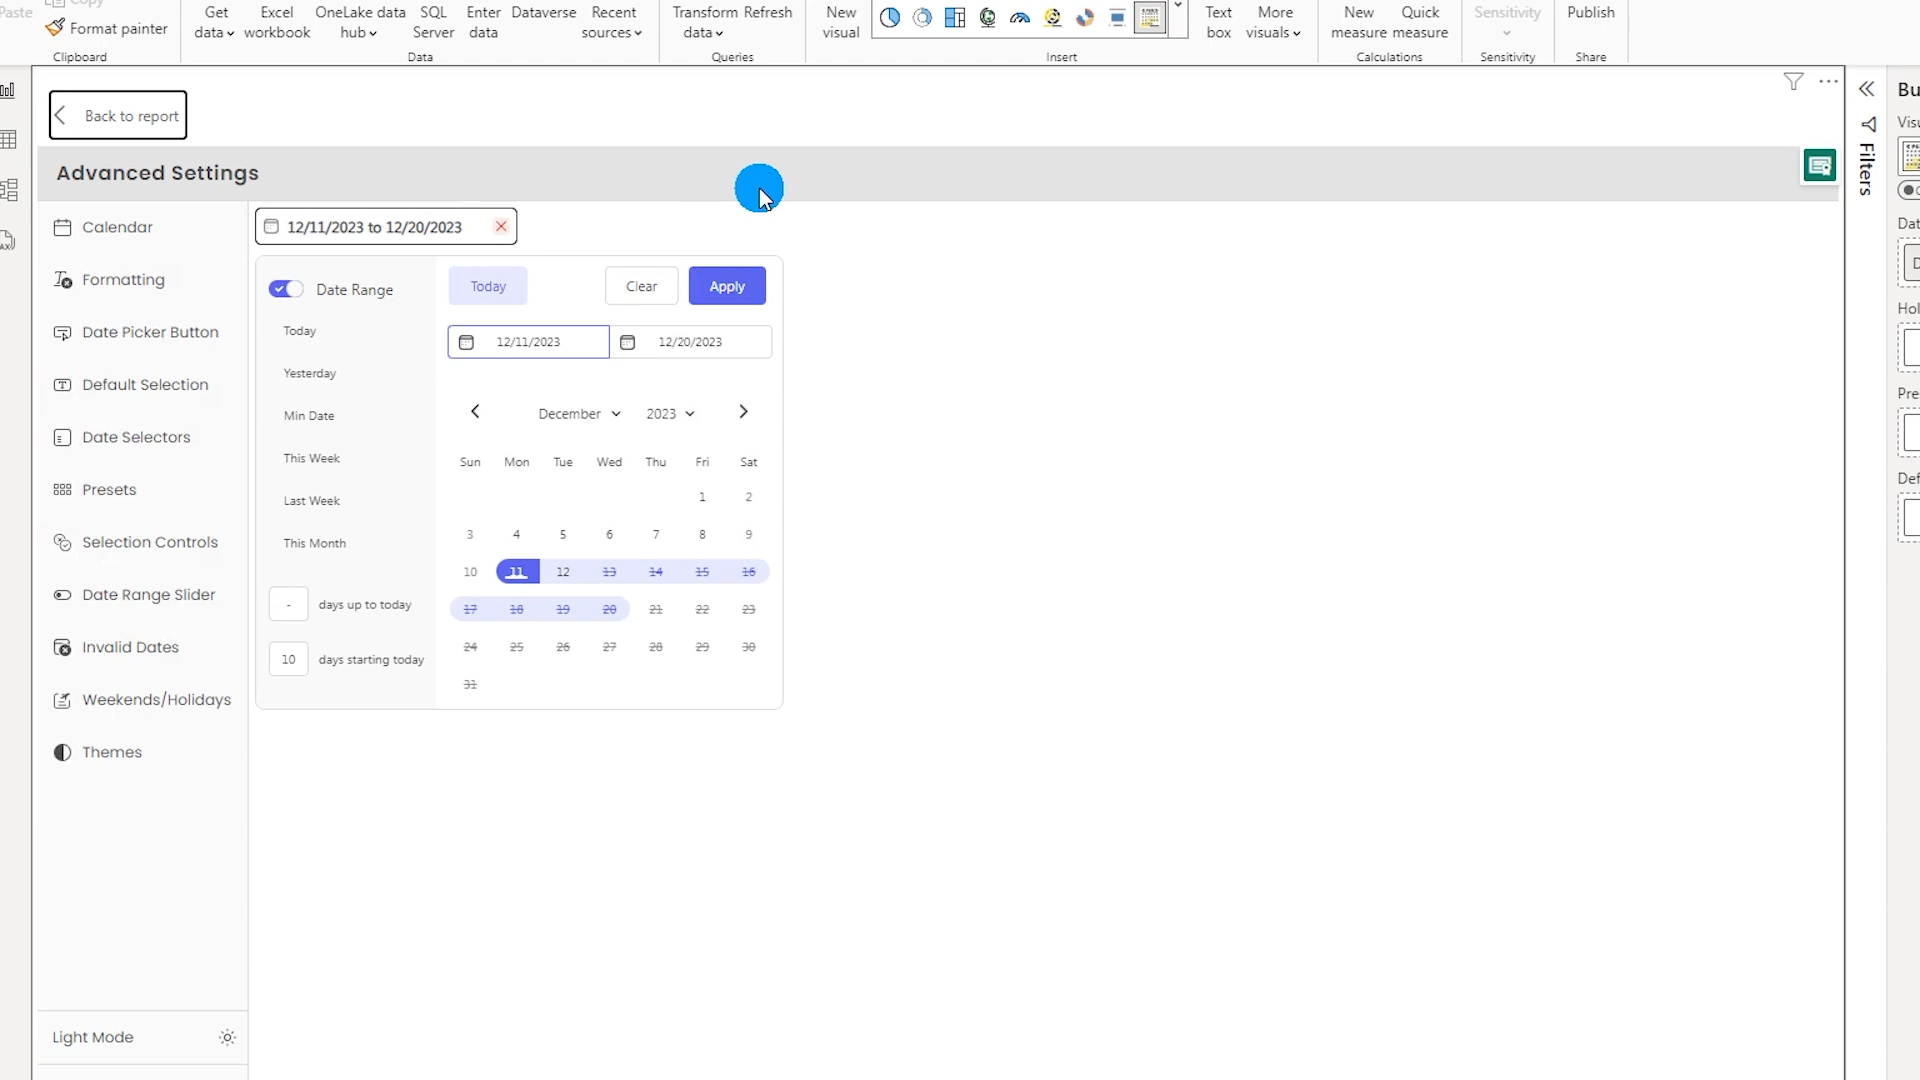 Paste
Copy
Format painter
Clipboard
Get data
Excel workbook
OneLake data hub
SQL Server
Enter data
Dataverse
Recent sources
Data
Transform data
Refresh
Queries
New visual
Text box
More visuals
Insert
New measure
Quick measure
Calculations
Sensitivity
Sensitivity
Publish
Share
Back to report
Advanced Settings
Filters
Bu
Visu
Dat
D
Hol
Pre
Def
Calendar
Formatting
Date Picker Button
Default Selection
Date Selectors
Presets
Selection Controls
Date Range Slider
Invalid Dates
Weekends/Holidays
Themes
Light Mode
12/11/2023 to 12/20/2023
Date Range
Today
Yesterday
Min Date
This Week
Last Week
This Month
- days up to today
10 days starting today
Today Clear Apply
12/11/2023 12/20/2023
December 2023
Sun Mon Tue Wed Thu Fri Sat
1 2
3 4 5 6 7 8 9
10 11 12 13 14 15 16
17 18 19 20 21 22 23
24 25 26 27 28 29 30
31